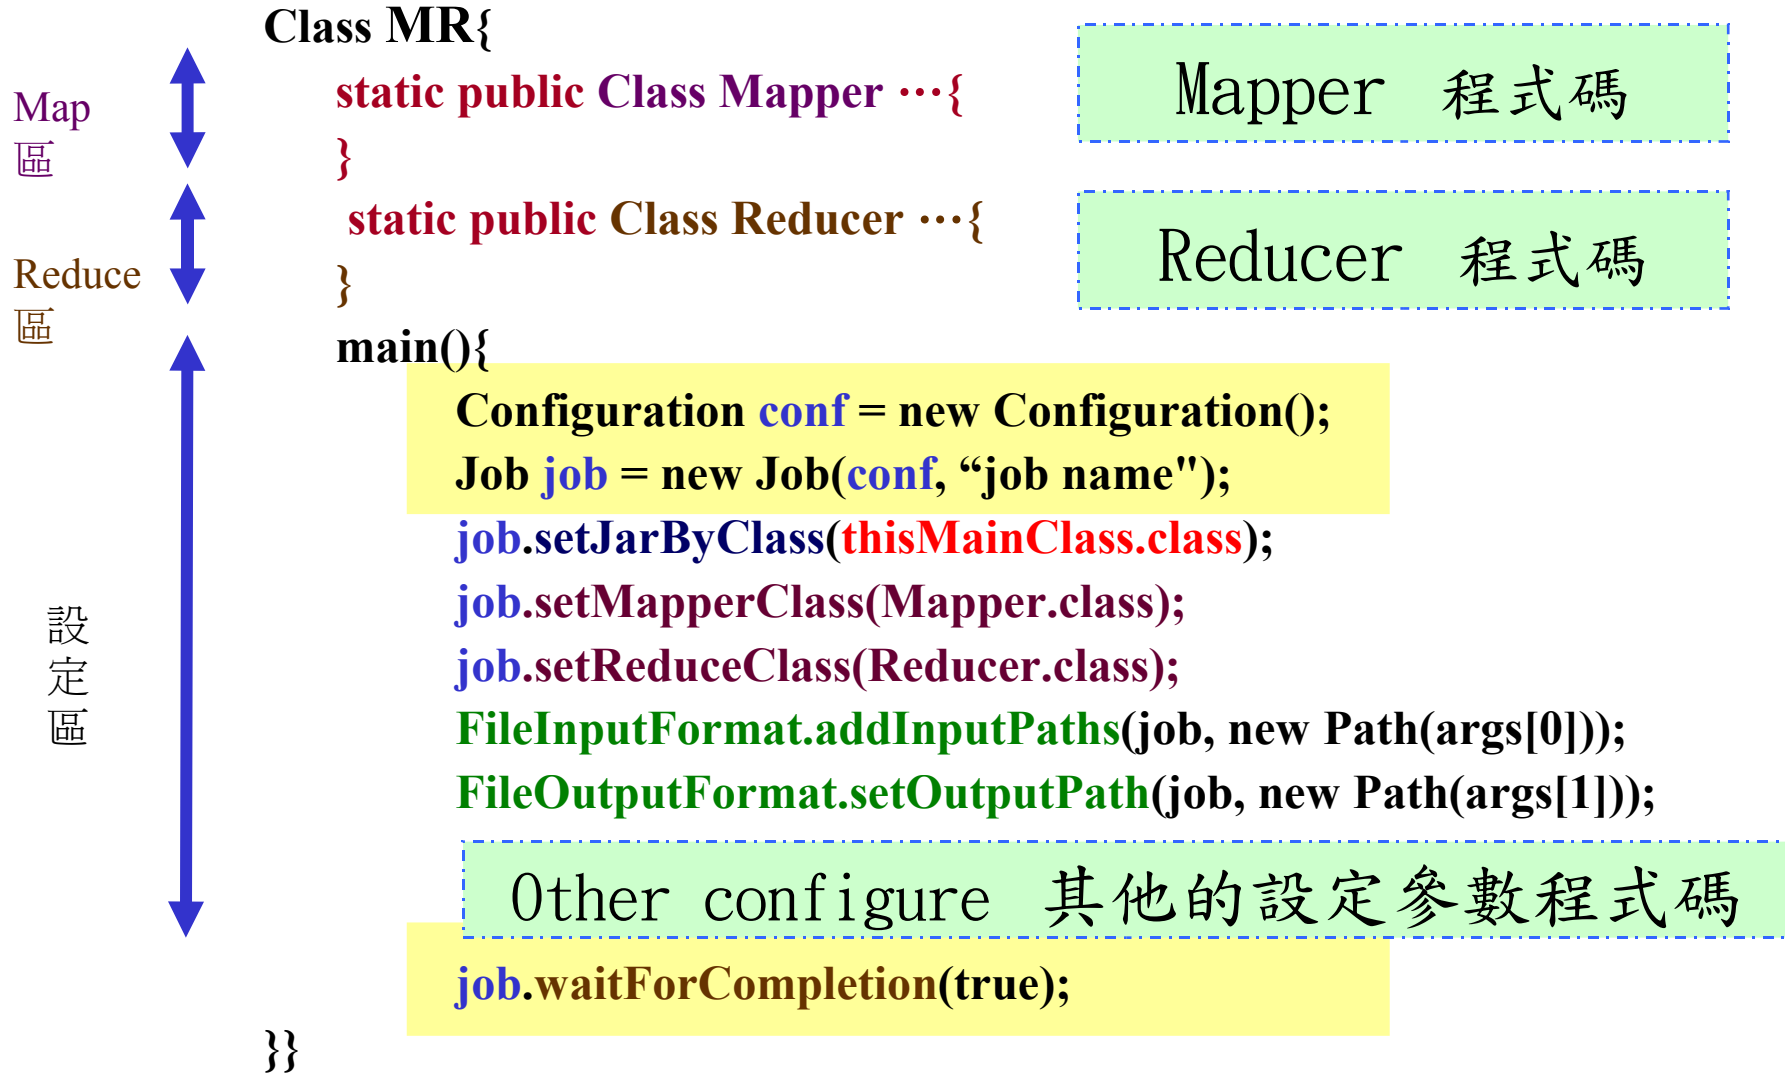 Class MR{
Map
區
static public Class Mapper ⋯{
}
Mapper 程式碼
Reduce
區
static public Class Reducer ⋯{
}
Reducer 程式碼
設
定
區
main(){
Configuration conf = new Configuration();
Job job = new Job(conf, “job name");
job.setJarByClass(thisMainClass.class);
job.setMapperClass(Mapper.class);
job.setReduceClass(Reducer.class);
FileInputFormat.addInputPaths(job, new Path(args[0]));
FileOutputFormat.setOutputPath(job, new Path(args[1]));
Other configure 其他的設定參數程式碼
job.waitForCompletion(true);
}}